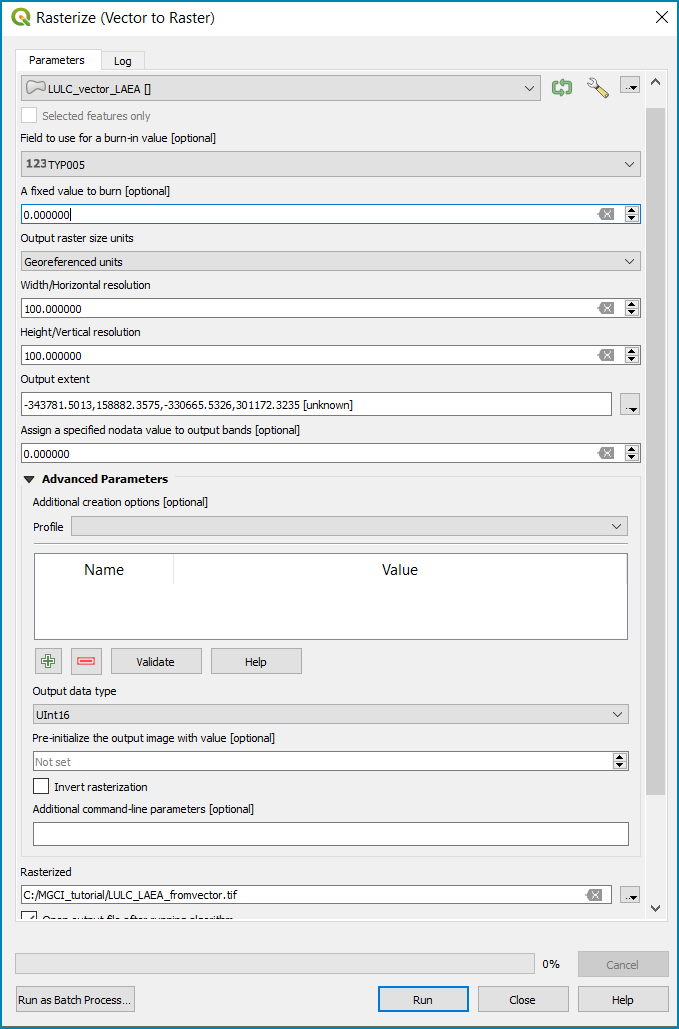 Rasterize (Vector to Raster)
Parameters Log
LULC_vector_LAEA []
Selected features only
Field to use for a burn-in value [optional]
123 TYP005
A fixed value to burn [optional]
0.000000
Output raster size units
Georeferenced units
Width/Horizontal resolution
100.000000
Height/Vertical resolution
100.000000
Output extent
-343781.5013,158882.3575,-330665.5326,301172.3235 [unknown]
Assign a specified nodata value to output bands [optional]
0.000000
Advanced Parameters
Additional creation options [optional]
Profile
Name Value
Validate Help
Output data type
UInt16
Pre-initialize the output image with value [optional]
Not set
Invert rasterization
Additional command-line parameters [optional]
Rasterized
C:/MGCI_tutorial/LULC_LAEA_fromvector.tif
Open output file after running algorithm
0% Cancel
Run as Batch Process... Run Close Help